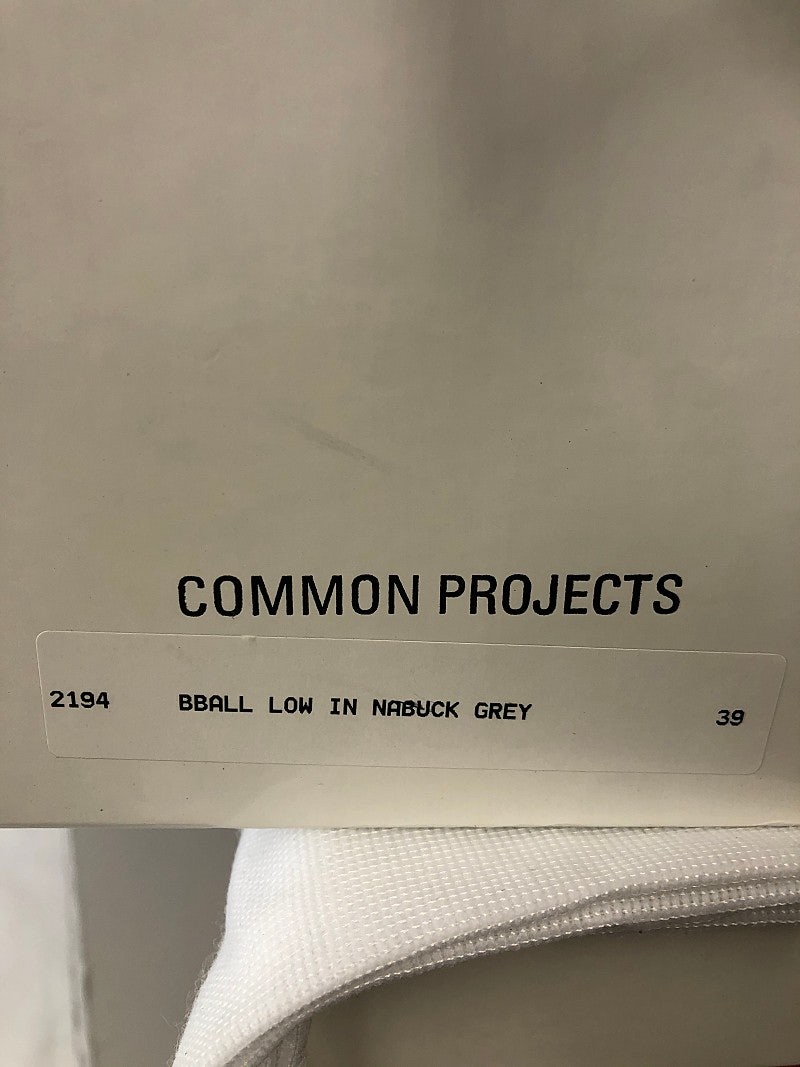 COMMON PROJECTS
2194 BBALL LOW IN NABUCK GREY 39